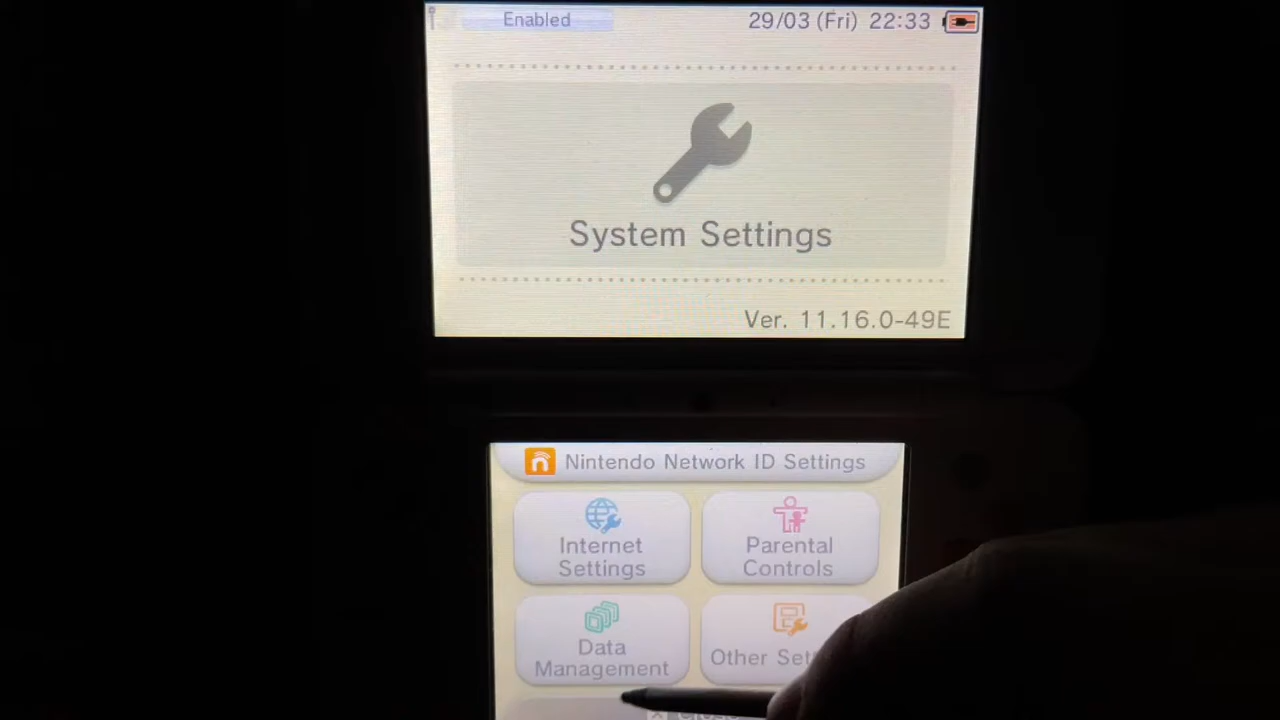 Enabled
29/03 (Fri) 22:33
System Settings
Ver. 11.16.0-49E
Nintendo Network ID Settings
Internet
Settings
Parental
Controls
Data
Management
Other